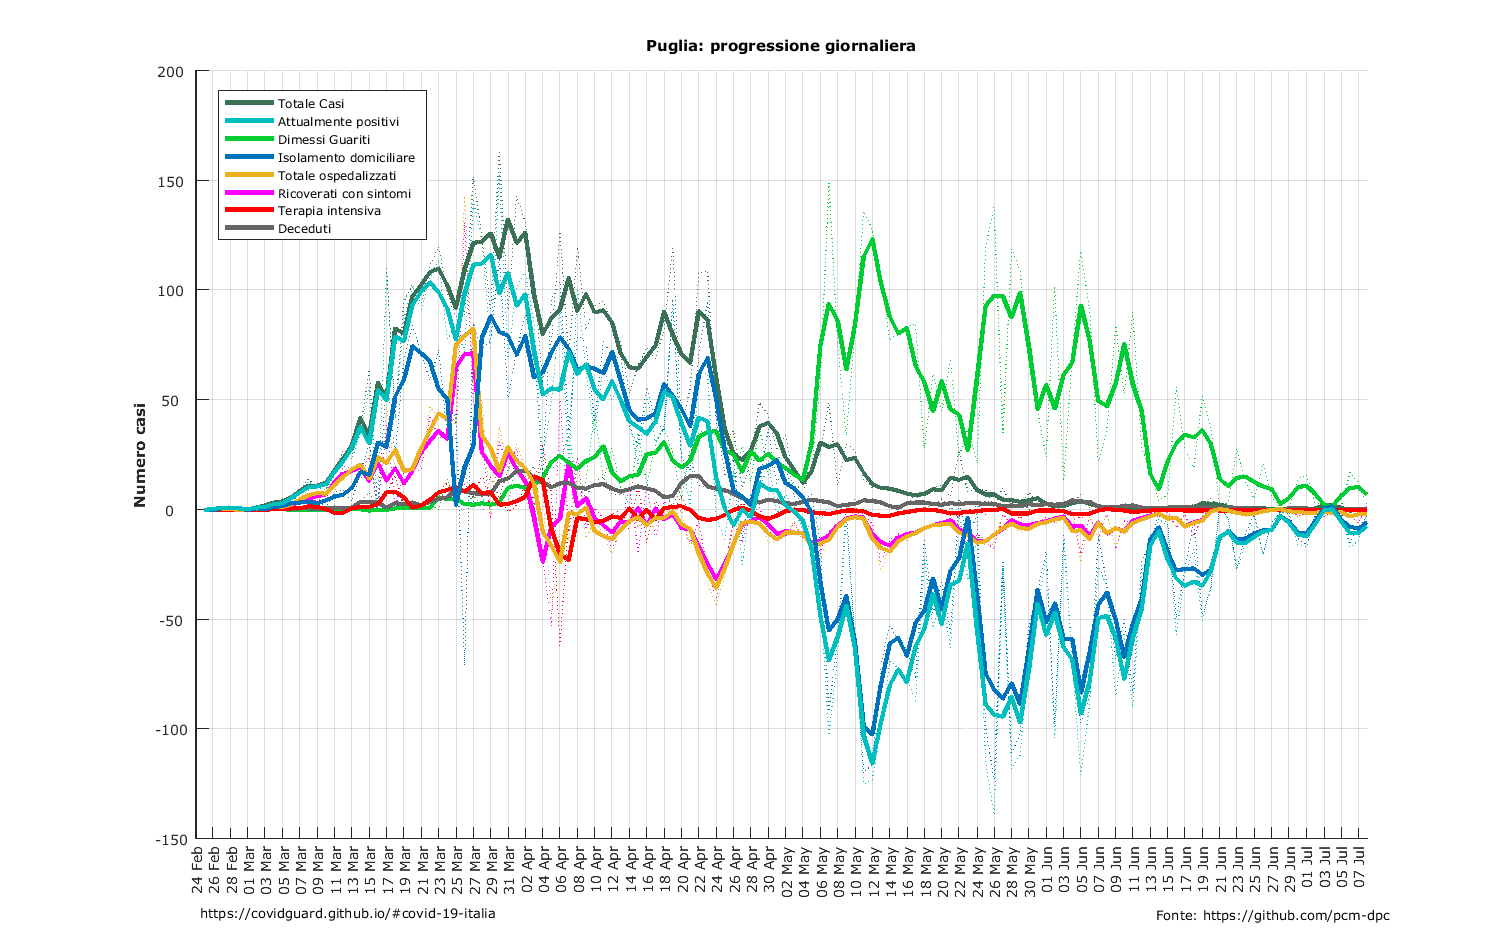 Puglia: progressione giornaliera
Numero casi
200
150
100
50
0
-50
-100
-150
Totale Casi
Attualmente positivi
Dimessi Guariti
Isolamento domiciliare
Totale ospedalizzati
Ricoverati con sintomi
Terapia intensiva
Deceduti
24 Feb
26 Feb
28 Feb
01 Mar
03 Mar
05 Mar
07 Mar
09 Mar
11 Mar
13 Mar
15 Mar
17 Mar
19 Mar
21 Mar
23 Mar
25 Mar
27 Mar
29 Mar
31 Mar
02 Apr
04 Apr
06 Apr
08 Apr
10 Apr
12 Apr
14 Apr
16 Apr
18 Apr
20 Apr
22 Apr
24 Apr
26 Apr
28 Apr
30 Apr
02 May
04 May
06 May
08 May
10 May
12 May
14 May
16 May
18 May
20 May
22 May
24 May
26 May
28 May
30 May
01 Jun
03 Jun
05 Jun
07 Jun
09 Jun
11 Jun
13 Jun
15 Jun
17 Jun
19 Jun
21 Jun
23 Jun
25 Jun
27 Jun
29 Jun
01 Jul
03 Jul
05 Jul
07 Jul
https://covidguard.github.io/#covid-19-italia
Fonte: https://github.com/pcm-dpc